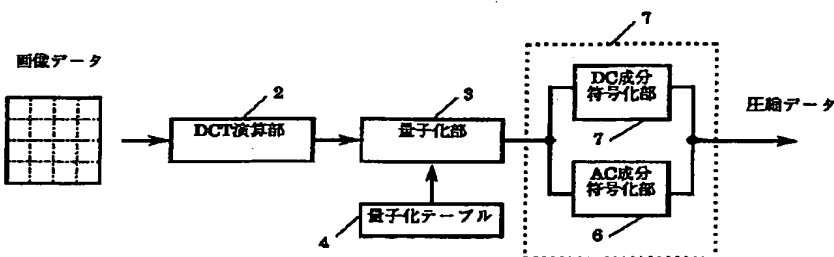 画像データ
2
DCT演算部
3
量子化部
4
量子化テーブル
7
DC成分
符号化部
7
AC成分
符号化部
6
圧縮データ